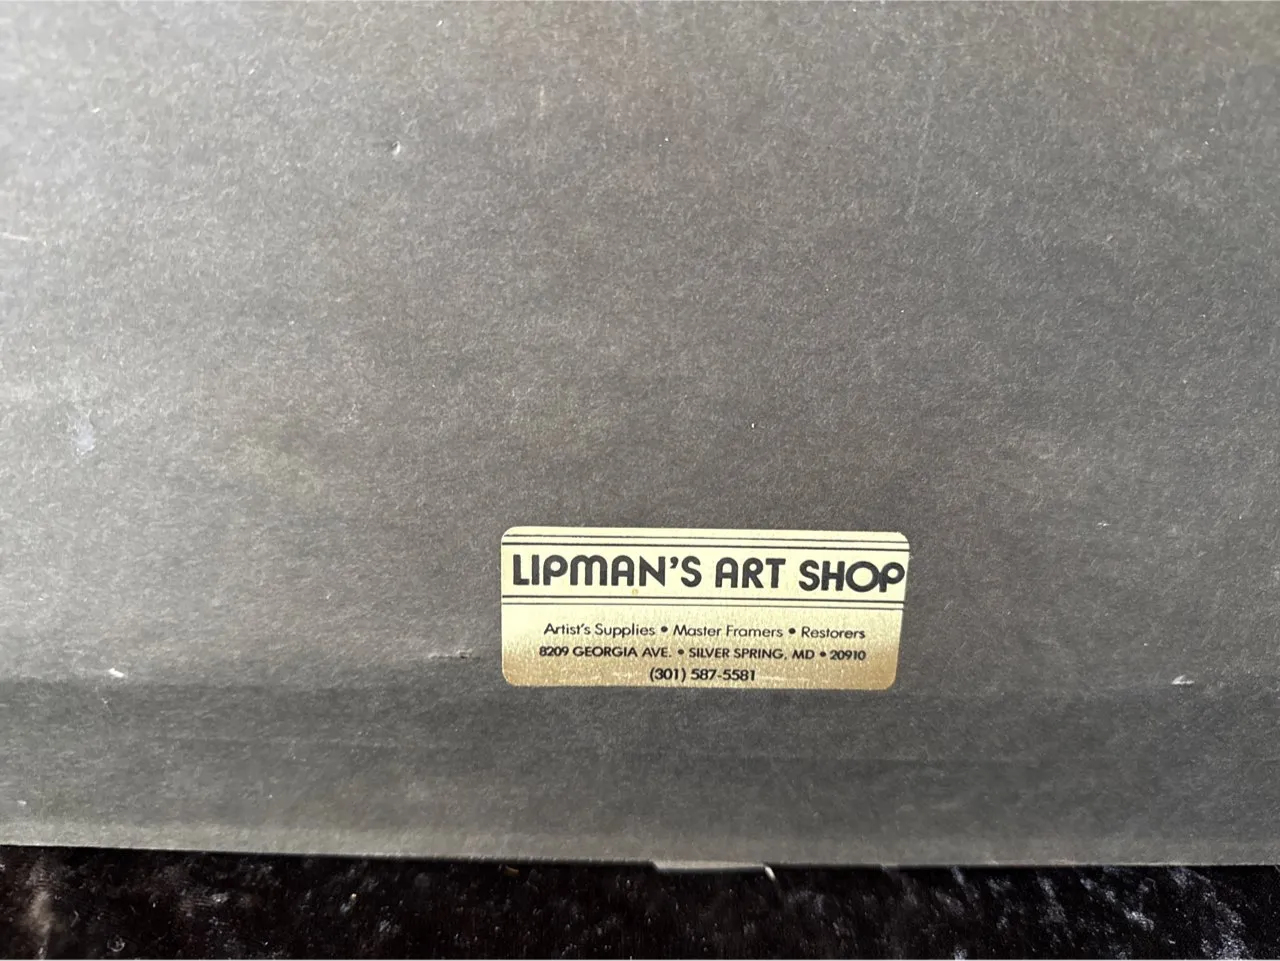 LIPMAN'S ART SHOP
Artist's Supplies • Master Framers • Restorers
8209 GEORGIA AVE. • SILVER SPRING, MD • 20910
(301) 587-5581